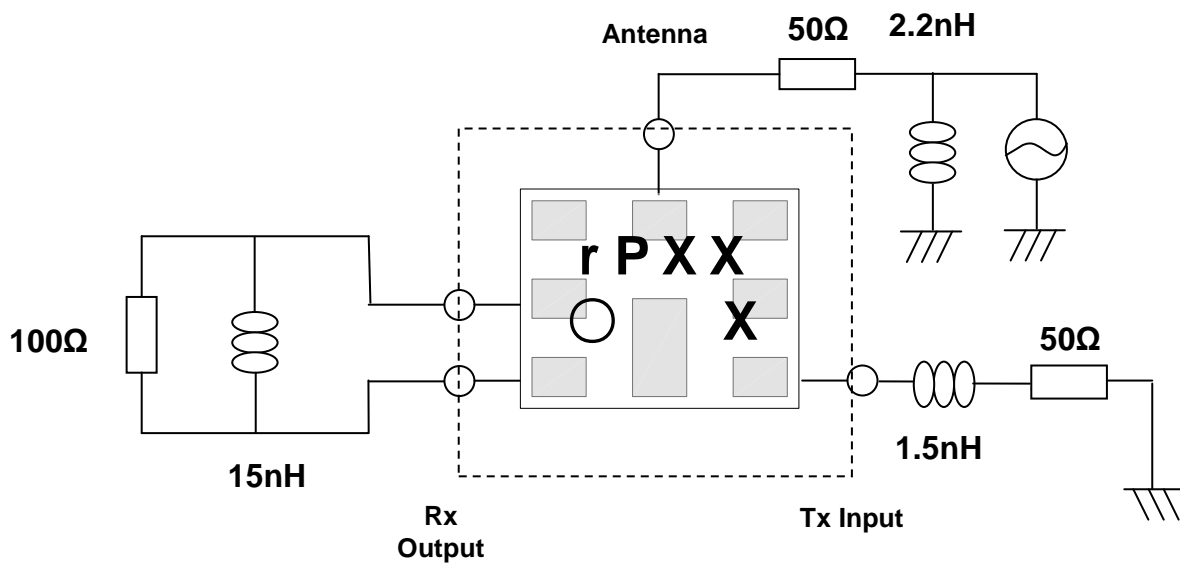 Antenna
50Ω
2.2nH
r P X X
X
100Ω
50Ω
1.5nH
15nH
Rx
Output
Tx Input